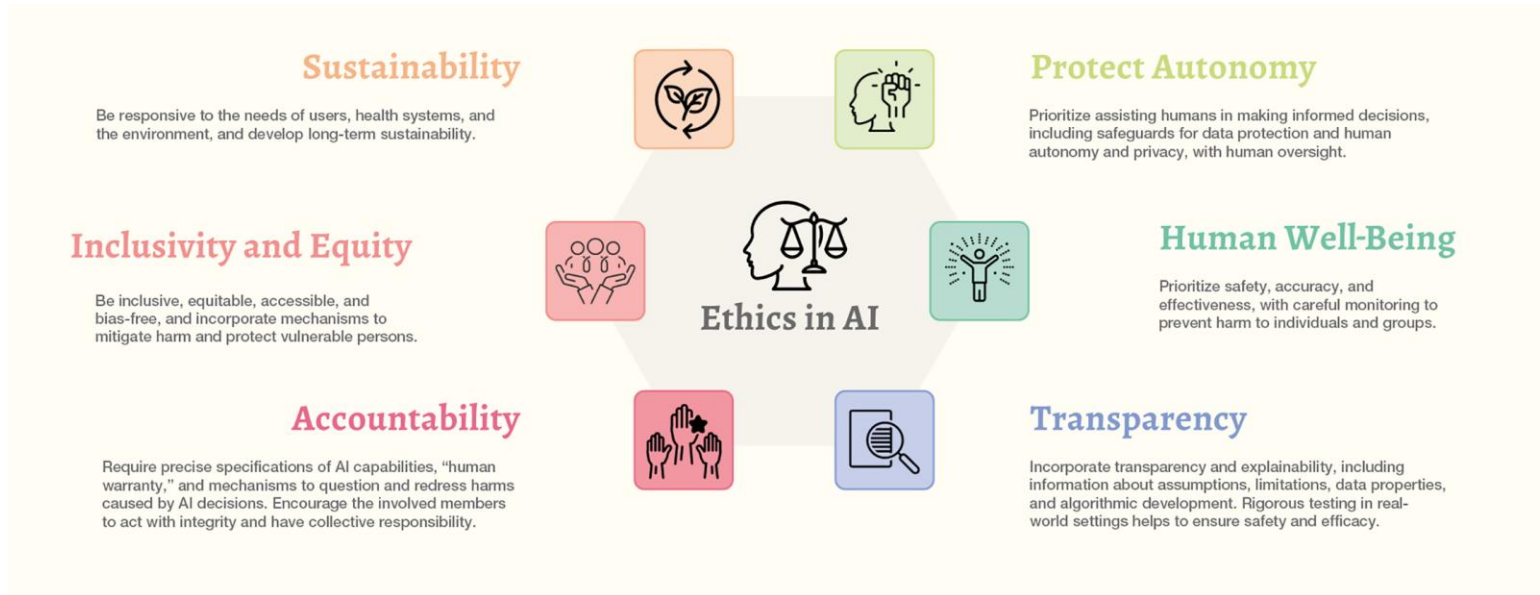 Sustainability
Be responsive to the needs of users, health systems, and
the environment, and develop long-term sustainability.
Protect Autonomy
Prioritize assisting humans in making informed decisions,
including safeguards for data protection and human
autonomy and privacy, with human oversight.
Inclusivity and Equity
Be inclusive, equitable, accessible, and
bias-free, and incorporate mechanisms to
mitigate harm and protect vulnerable persons.
Ethics in AI
Human Well-Being
Prioritize safety, accuracy, and
effectiveness, with careful monitoring to
prevent harm to individuals and groups.
Accountability
Require precise specifications of AI capabilities, “human
warranty,” and mechanisms to question and redress harms
caused by AI decisions. Encourage the involved members
to act with integrity and have collective responsibility.
Transparency
Incorporate transparency and explainability, including
information about assumptions, limitations, data properties,
and algorithmic development. Rigorous testing in real-
world settings helps to ensure safety and efficacy.